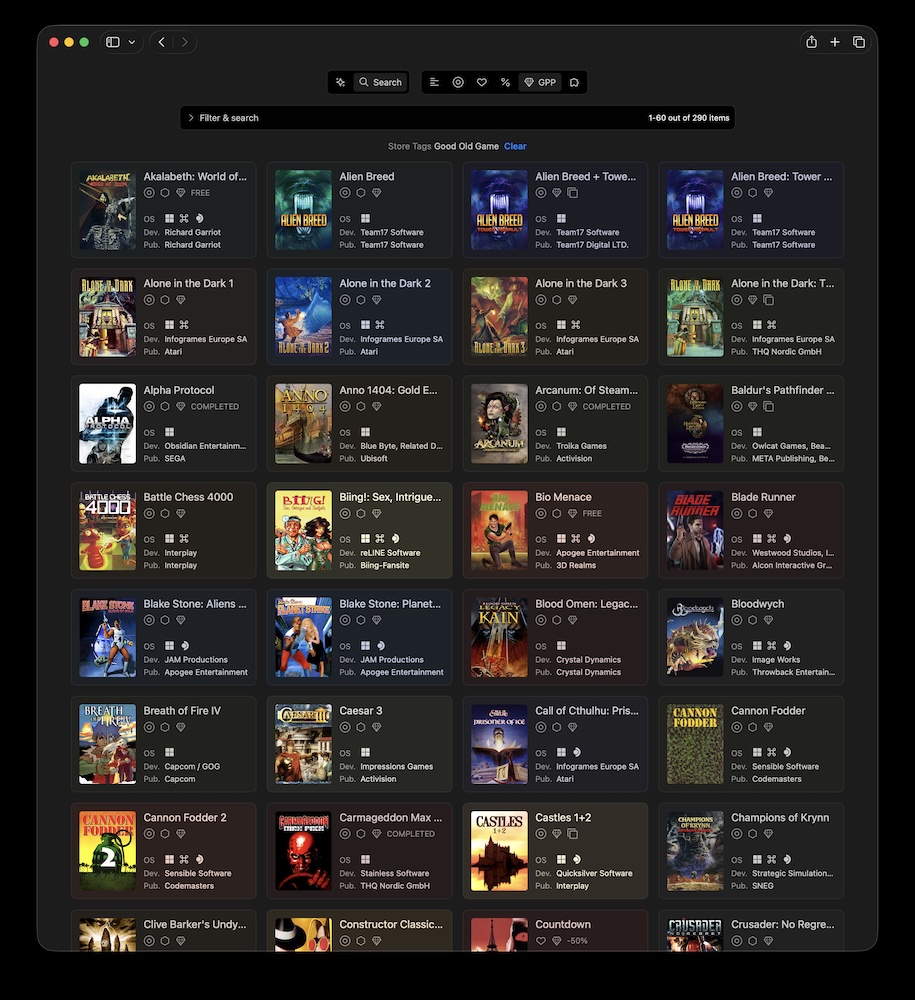 Search
GPP
Filter & search
1-60 out of 290 items
Store Tags Good Old Game Clear
Akalabeth: World of...
FREE
OS
Dev. Richard Garriot
Pub. Richard Garriot
Alien Breed
OS
Dev. Team17 Software
Pub. Team17 Software
Alien Breed + Towe...
OS
Dev. Team17 Software
Pub. Team17 Digital LTD.
Alien Breed: Tower ...
OS
Dev. Team17 Software
Pub. Team17 Software
Alone in the Dark 1
OS
Dev. Infogrames Europe SA
Pub. Atari
Alone in the Dark 2
OS
Dev. Infogrames Europe SA
Pub. Atari
Alone in the Dark 3
OS
Dev. Infogrames Europe SA
Pub. Atari
Alone in the Dark: T...
OS
Dev. Infogrames Europe SA
Pub. THQ Nordic GmbH
Alpha Protocol
COMPLETED
OS
Dev. Obsidian Entertainm...
Pub. SEGA
Anno 1404: Gold E...
OS
Dev. Blue Byte, Related D...
Pub. Ubisoft
Arcanum: Of Steam...
COMPLETED
OS
Dev. Troika Games
Pub. Activision
Baldur's Pathfinder ...
OS
Dev. Owlcat Games, Bea...
Pub. META Publishing, Be...
Battle Chess 4000
OS
Dev. Interplay
Pub. Interplay
Biing!: Sex, Intrigue...
OS
Dev. reLINE Software
Pub. Biing-Fansite
Bio Menace
FREE
OS
Dev. Apogee Entertainment
Pub. 3D Realms
Blade Runner
OS
Dev. Westwood Studios, I...
Pub. Alcon Interactive Gr...
Blake Stone: Aliens ...
OS
Dev. JAM Productions
Pub. Apogee Entertainment
Blake Stone: Planet...
OS
Dev. JAM Productions
Pub. Apogee Entertainment
Blood Omen: Legac...
OS
Dev. Crystal Dynamics
Pub. Crystal Dynamics
Bloodwych
OS
Dev. Image Works
Pub. Throwback Entertain...
Breath of Fire IV
OS
Dev. Capcom / GOG
Pub. Capcom
Caesar 3
OS
Dev. Impressions Games
Pub. Activision
Call of Cthulhu: Pris...
OS
Dev. Infogrames Europe SA
Pub. Atari
Cannon Fodder
OS
Dev. Sensible Software
Pub. Codemasters
Cannon Fodder 2
OS
Dev. Sensible Software
Pub. Codemasters
Carmageddon Max ...
COMPLETED
OS
Dev. Stainless Software
Pub. THQ Nordic GmbH
Castles 1+2
OS
Dev. Quicksilver Software
Pub. Interplay
Champions of Krynn
OS
Dev. Strategic Simulation...
Pub. SNEG
Clive Barker's Undy...
Constructor Classic...
Countdown
-50%
Crusader: No Regre...